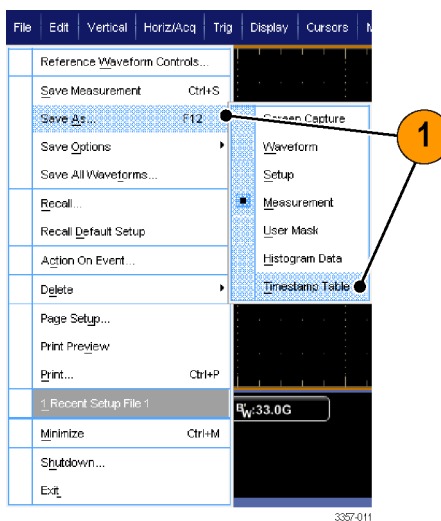 File Edit Vertical Horiz/Acq Trig Display Cursors
Reference Waveform Controls...
Save Measurement Ctrl+S
Save As... F12
Save Options
Save All Waveforms...
Recall...
Recall Default Setup
Action On Event...
Delete
Page Setup...
Print Preview
Print... Ctrl+P
1 Recent Setup File 1
Minimize Ctrl+M
Shutdown...
Exit
Screen Capture
Waveform
Setup
Measurement
User Mask
Histogram Data
Timestamp Table
1
BW:33.0G
3357-011